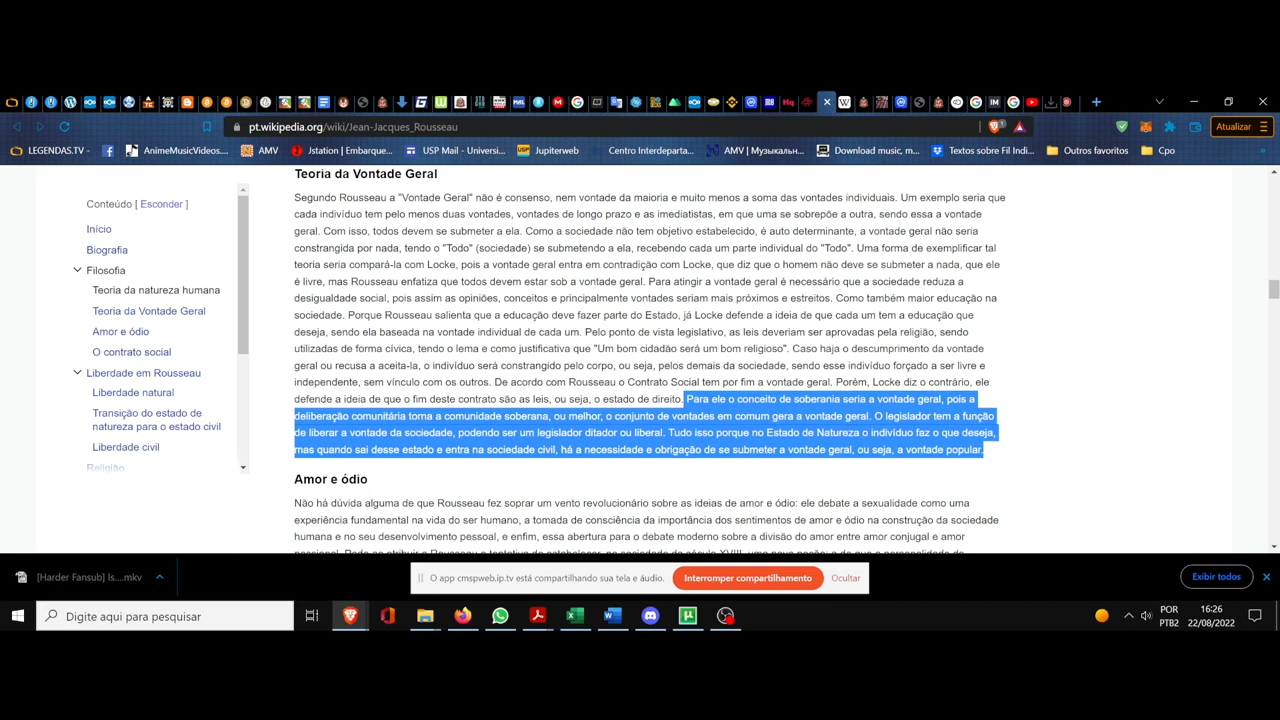 pt.wikipedia.org/wiki/Jean-Jacques_Rousseau
Atualizar
LEGENDAS.TV -
AnimeMusicVideos...
AMV
Jstation | Embarque...
USP Mail - Universi...
Jupiterweb
Centro Interdeparta...
AMV | Музыкальн...
Download music, m...
Textos sobre Fil Indi...
Outros favoritos
Cpo
Conteúdo [ Esconder ]
Início
Biografia
Filosofia
Teoria da natureza humana
Teoria da Vontade Geral
Amor e ódio
O contrato social
Liberdade em Rousseau
Liberdade natural
Transição do estado de
natureza para o estado civil
Liberdade civil
Religião
Teoria da Vontade Geral
Segundo Rousseau a "Vontade Geral" não é consenso, nem vontade da maioria e muito menos a soma das vontades individuais. Um exemplo seria que
cada indivíduo tem pelo menos duas vontades, vontades de longo prazo e as imediatistas, em que uma se sobrepõe a outra, sendo essa a vontade
geral. Com isso, todos devem se submeter a ela. Como a sociedade não tem objetivo estabelecido, é auto determinante, a vontade geral não seria
constrangida por nada, tendo o "Todo" (sociedade) se submetendo a ela, recebendo cada um parte individual do "Todo". Uma forma de exemplificar tal
teoria seria compará-la com Locke, pois a vontade geral entra em contradição com Locke, que diz que o homem não deve se submeter a nada, que ele
é livre, mas Rousseau enfatiza que todos devem estar sob a vontade geral. Para atingir a vontade geral é necessário que a sociedade reduza a
desigualdade social, pois assim as opiniões, conceitos e principalmente vontades seriam mais próximos e estreitos. Como também maior educação na
sociedade. Porque Rousseau salienta que a educação deve fazer parte do Estado, já Locke defende a ideia de que cada um tem a educação que
deseja, sendo ela baseada na vontade individual de cada um. Pelo ponto de vista legislativo, as leis deveriam ser aprovadas pela religião, sendo
utilizadas de forma cívica, tendo o lema e como justificativa que "Um bom cidadão será um bom religioso". Caso haja o descumprimento da vontade
geral ou recusa a aceita-la, o indivíduo será constrangido pelo corpo, ou seja, pelos demais da sociedade, sendo esse indivíduo forçado a ser livre e
independente, sem vínculo com os outros. De acordo com Rousseau o Contrato Social tem por fim a vontade geral. Porém, Locke diz o contrário, ele
defende a ideia de que o fim deste contrato são as leis, ou seja, o estado de direito. Para ele o conceito de soberania seria a vontade geral, pois a
deliberação comunitária torna a comunidade soberana, ou melhor, o conjunto de vontades em comum gera a vontade geral. O legislador tem a função
de liberar a vontade da sociedade, podendo ser um legislador ditador ou liberal. Tudo isso porque no Estado de Natureza o indivíduo faz o que deseja,
mas quando sai desse estado e entra na sociedade civil, há a necessidade e obrigação de se submeter a vontade geral, ou seja, a vontade popular.
Amor e ódio
Não há dúvida alguma de que Rousseau fez soprar um vento revolucionário sobre as ideias de amor e ódio: ele debate a sexualidade como uma
experiência fundamental na vida do ser humano, a tomada de consciência da importância dos sentimentos de amor e ódio na construção da sociedade
humana e no seu desenvolvimento pessoal, e enfim, essa abertura para o debate moderno sobre a divisão do amor entre amor conjugal e amor
[Harder Fansub] Is....mkv
O app cmspweb.ip.tv está compartilhando sua tela e áudio.
Interromper compartilhamento
Ocultar
Exibir todos
Digite aqui para pesquisar
POR
PTB2
16:26
22/08/2022